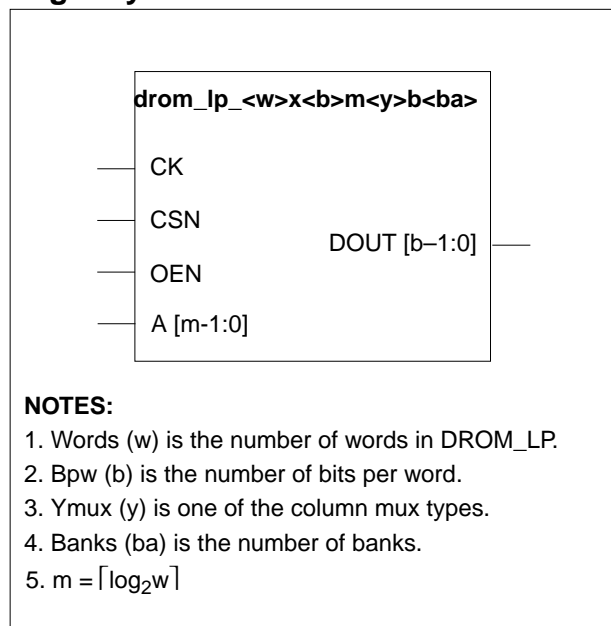 drom_lp_<w>x<b>m<y>b<ba>
CK
CSN
OEN
A [m-1:0]
DOUT [b–1:0]
NOTES:
1. Words (w) is the number of words in DROM_LP.
2. Bpw (b) is the number of bits per word.
3. Ymux (y) is one of the column mux types.
4. Banks (ba) is the number of banks.
5. m = ⌈log₂w⌉